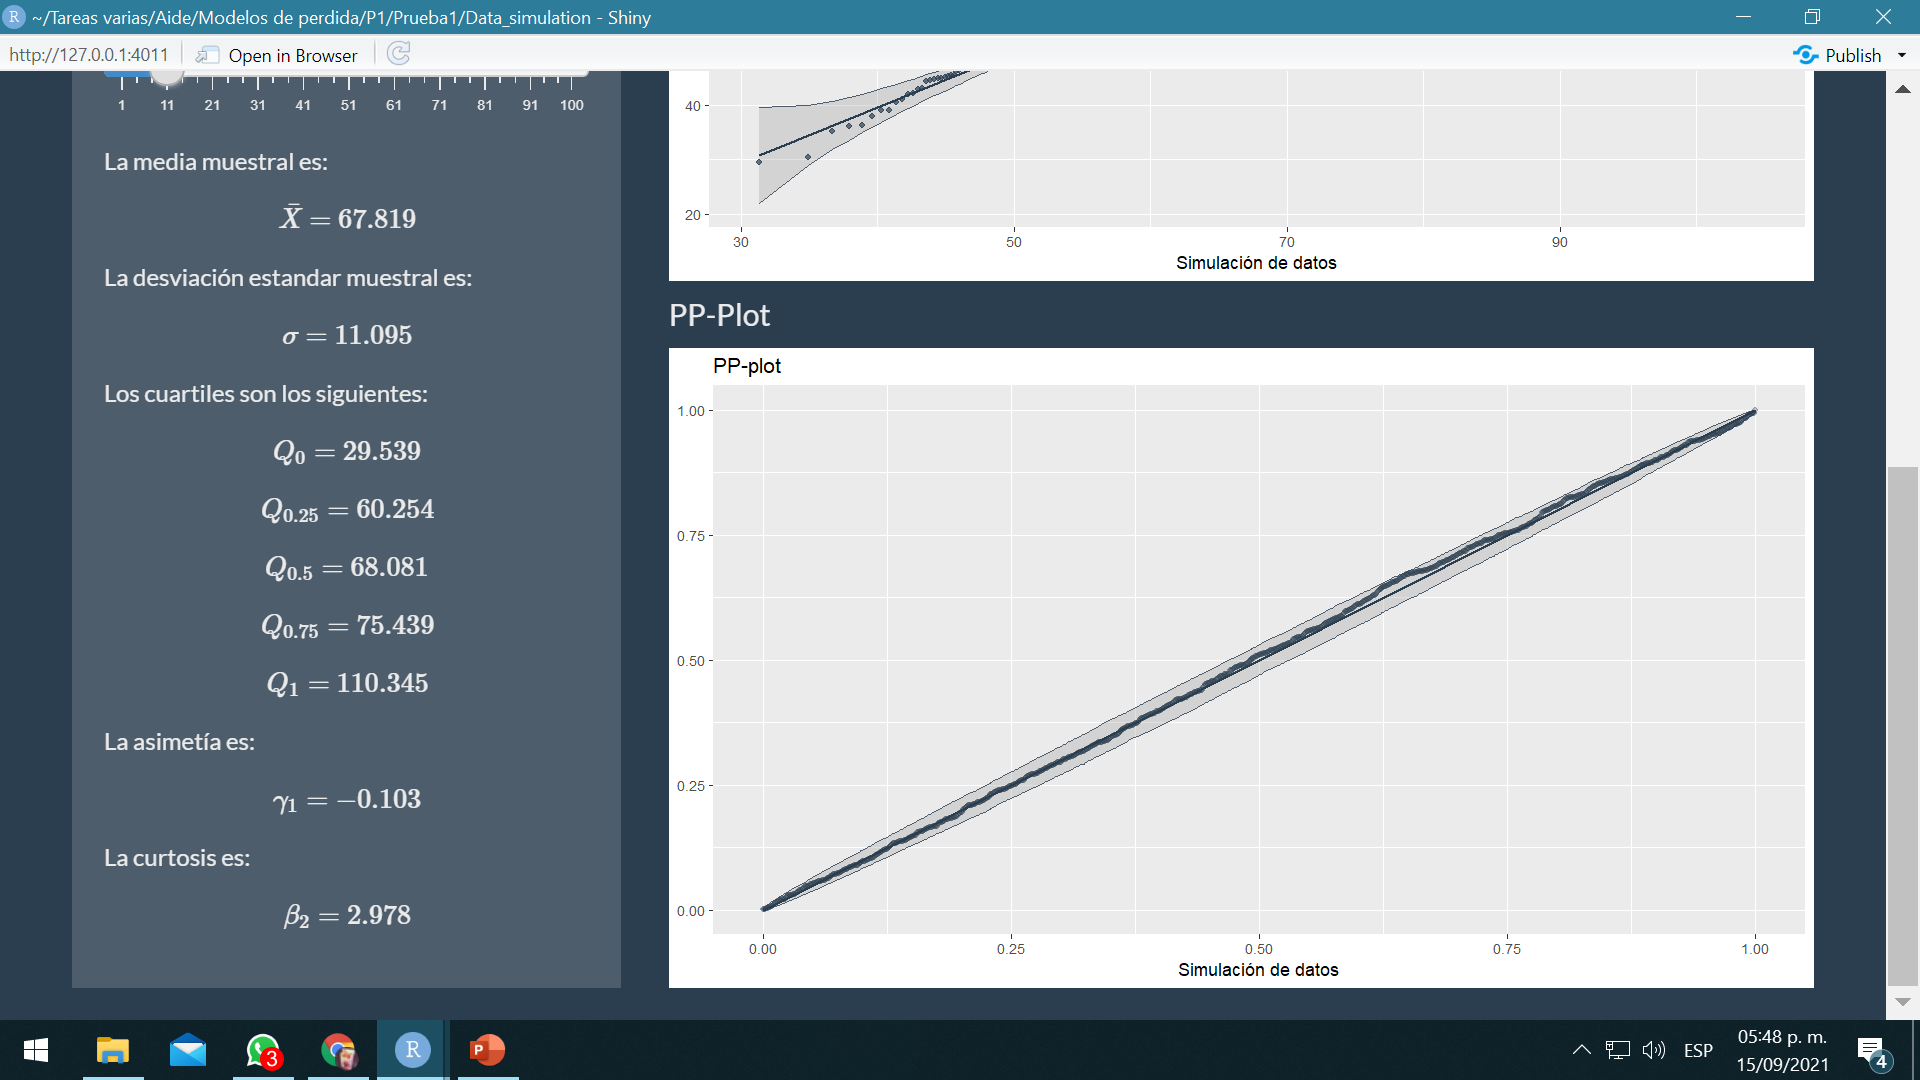 R ~/Tareas varias/Aide/Modelos de perdida/P1/Prueba1/Data_simulation - Shiny
http://127.0.0.1:4011 Open in Browser Publish
1 11 21 31 41 51 61 71 81 91 100
La media muestral es:
X̄ = 67.819
La desviación estandar muestral es:
σ = 11.095
Los cuartiles son los siguientes:
Q₀ = 29.539
Q₀.₂₅ = 60.254
Q₀.₅ = 68.081
Q₀.₇₅ = 75.439
Q₁ = 110.345
La asimetía es:
γ₁ = −0.103
La curtosis es:
β₂ = 2.978
40
20
30 50 70 90
Simulación de datos
PP-Plot
PP-plot
1.00
0.75
0.50
0.25
0.00
0.00 0.25 0.50 0.75 1.00
Simulación de datos
3
R
P
ESP
05:48 p. m.
15/09/2021
4